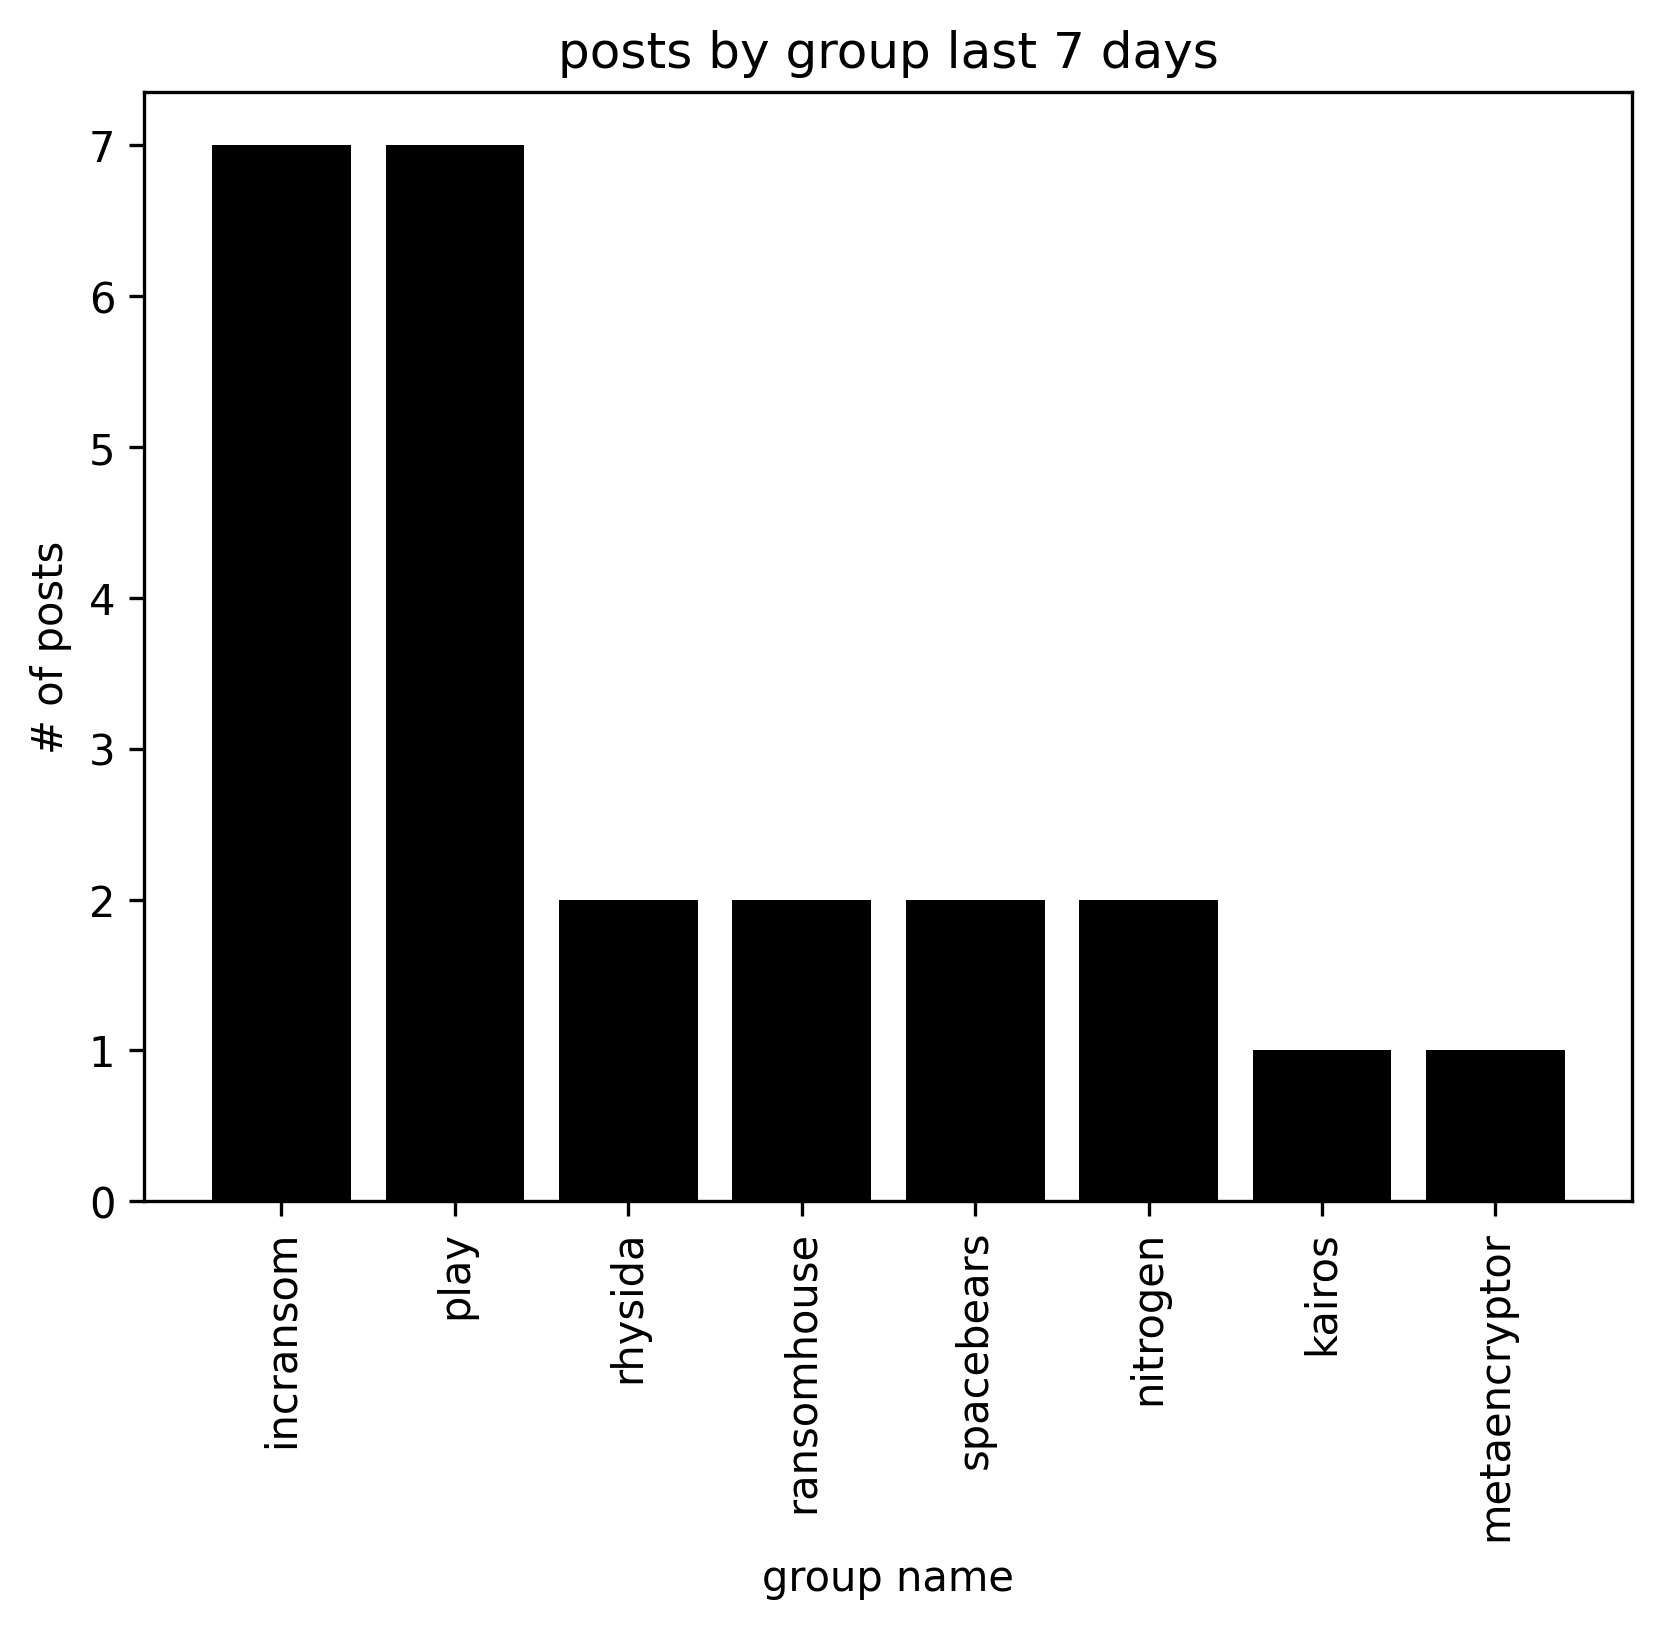 posts by group last 7 days
# of posts
7
6
5
4
3
2
1
0
incransom
play
rhysida
ransomhouse
spacebears
nitrogen
kairos
metaencryptor
group name